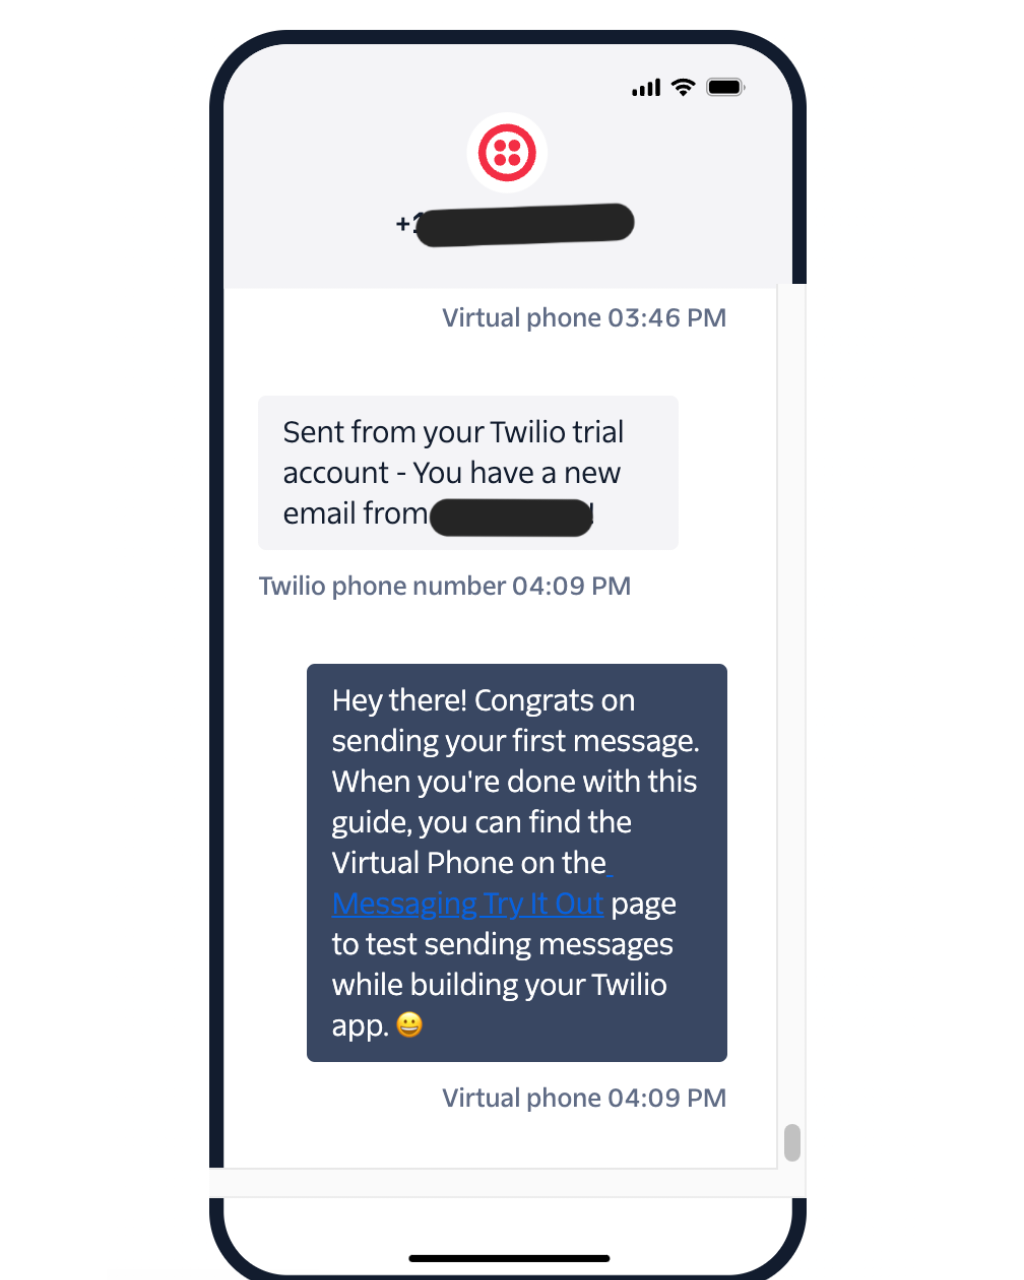 +1
Virtual phone 03:46 PM
Sent from your Twilio trial
account - You have a new
email from
Twilio phone number 04:09 PM
Hey there! Congrats on
sending your first message.
When you're done with this
guide, you can find the
Virtual Phone on the
Messaging Try It Out page
to test sending messages
while building your Twilio
app. 😀
Virtual phone 04:09 PM